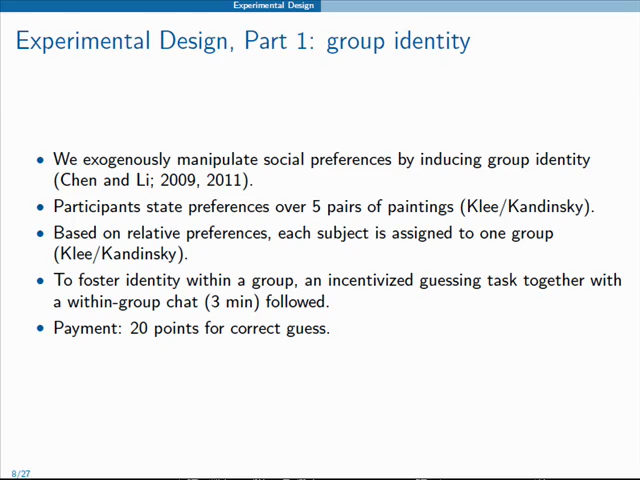 Experimental Design
Experimental Design, Part 1: group identity
• We exogenously manipulate social preferences by inducing group identity
(Chen and Li; 2009, 2011).
• Participants state preferences over 5 pairs of paintings (Klee/Kandinsky).
• Based on relative preferences, each subject is assigned to one group
(Klee/Kandinsky).
• To foster identity within a group, an incentivized guessing task together with
a within-group chat (3 min) followed.
• Payment: 20 points for correct guess.
8/27